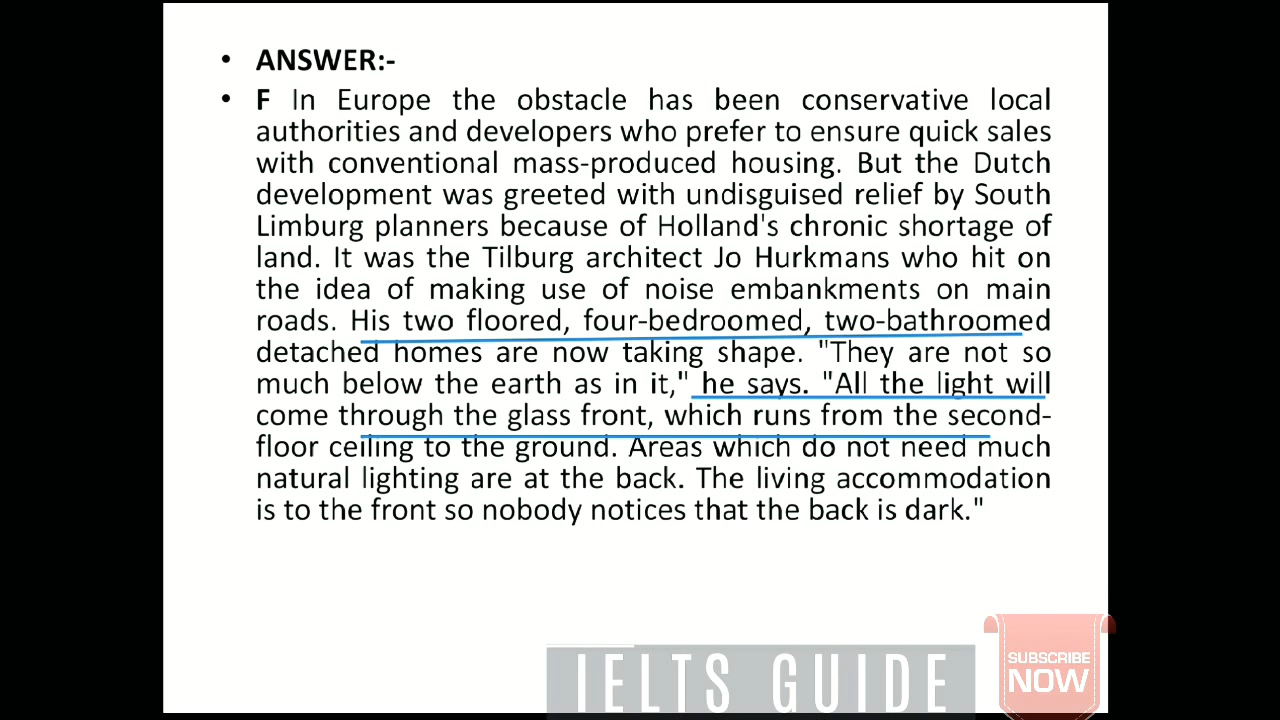 • ANSWER:-
• F In Europe the obstacle has been conservative local
authorities and developers who prefer to ensure quick sales
with conventional mass-produced housing. But the Dutch
development was greeted with undisguised relief by South
Limburg planners because of Holland's chronic shortage of
land. It was the Tilburg architect Jo Hurkmans who hit on
the idea of making use of noise embankments on main
roads. His two floored, four-bedroomed, two-bathroomed
detached homes are now taking shape. "They are not so
much below the earth as in it," he says. "All the light will
come through the glass front, which runs from the second-
floor ceiling to the ground. Areas which do not need much
natural lighting are at the back. The living accommodation
is to the front so nobody notices that the back is dark."
IELTS GUIDE
SUBSCRIBE
NOW